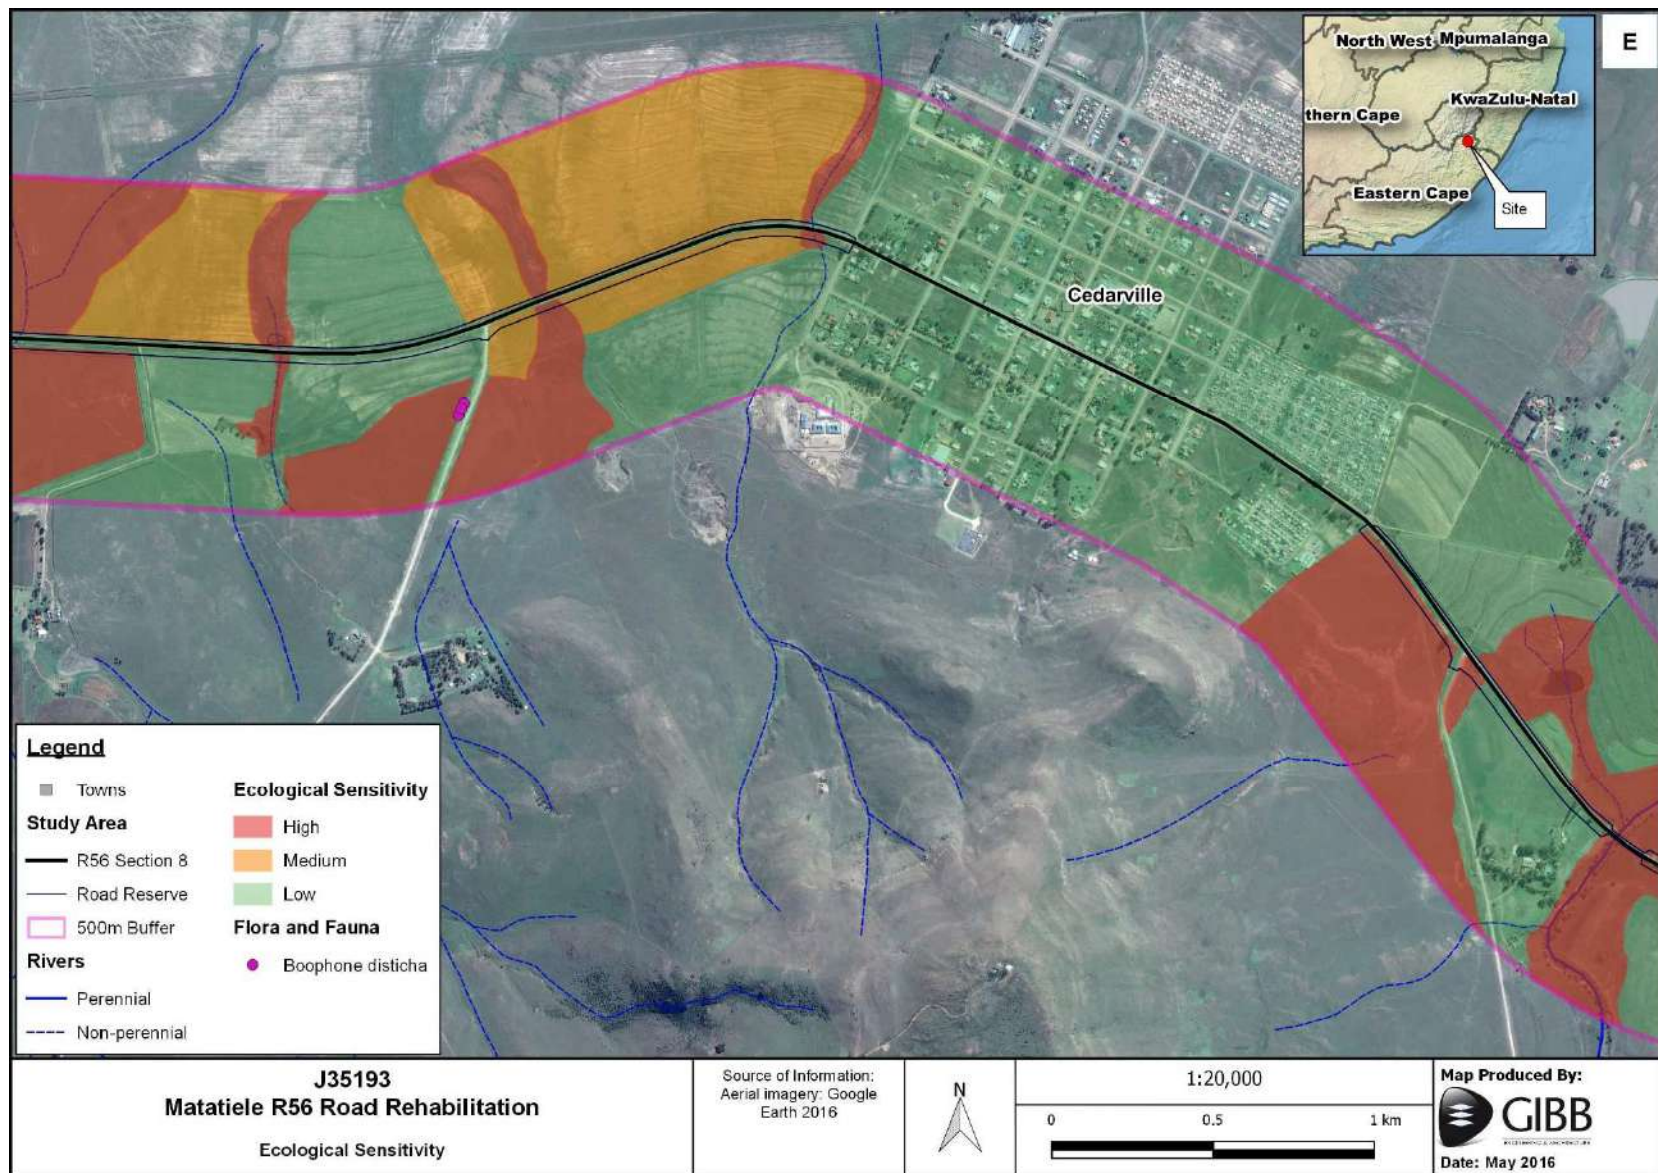 E
North West
Mpumalanga
KwaZulu-Natal
thern Cape
Eastern Cape
Site
Cedarville
Legend
Towns
Study Area
R56 Section 8
Road Reserve
500m Buffer
Rivers
Perennial
Non-perennial
Ecological Sensitivity
High
Medium
Low
Flora and Fauna
Boophone disticha
J35193
Matatiele R56 Road Rehabilitation
Ecological Sensitivity
Source of Information:
Aerial imagery: Google
Earth 2016
N
1:20,000
0 0.5 1 km
Map Produced By:
GIBB
ENGINEERING & ARCHITECTURE
Date: May 2016